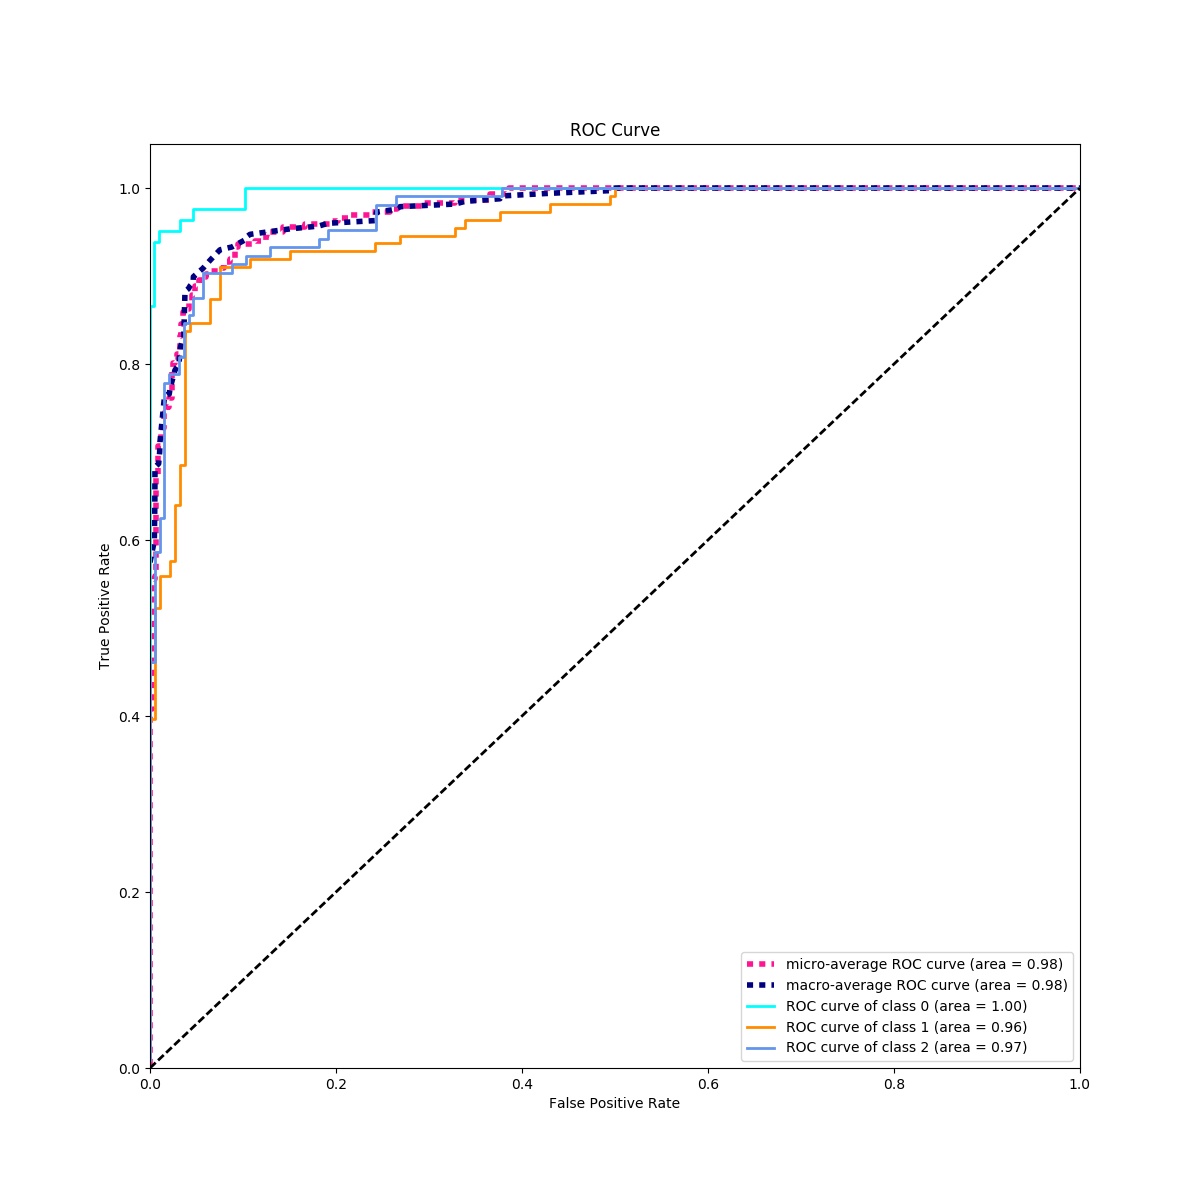 ROC Curve
1.0
0.8
0.6
0.4
0.2
0.0
True Positive Rate
0.0 0.2 0.4 0.6 0.8 1.0
False Positive Rate
micro-average ROC curve (area = 0.98)
macro-average ROC curve (area = 0.98)
ROC curve of class 0 (area = 1.00)
ROC curve of class 1 (area = 0.96)
ROC curve of class 2 (area = 0.97)